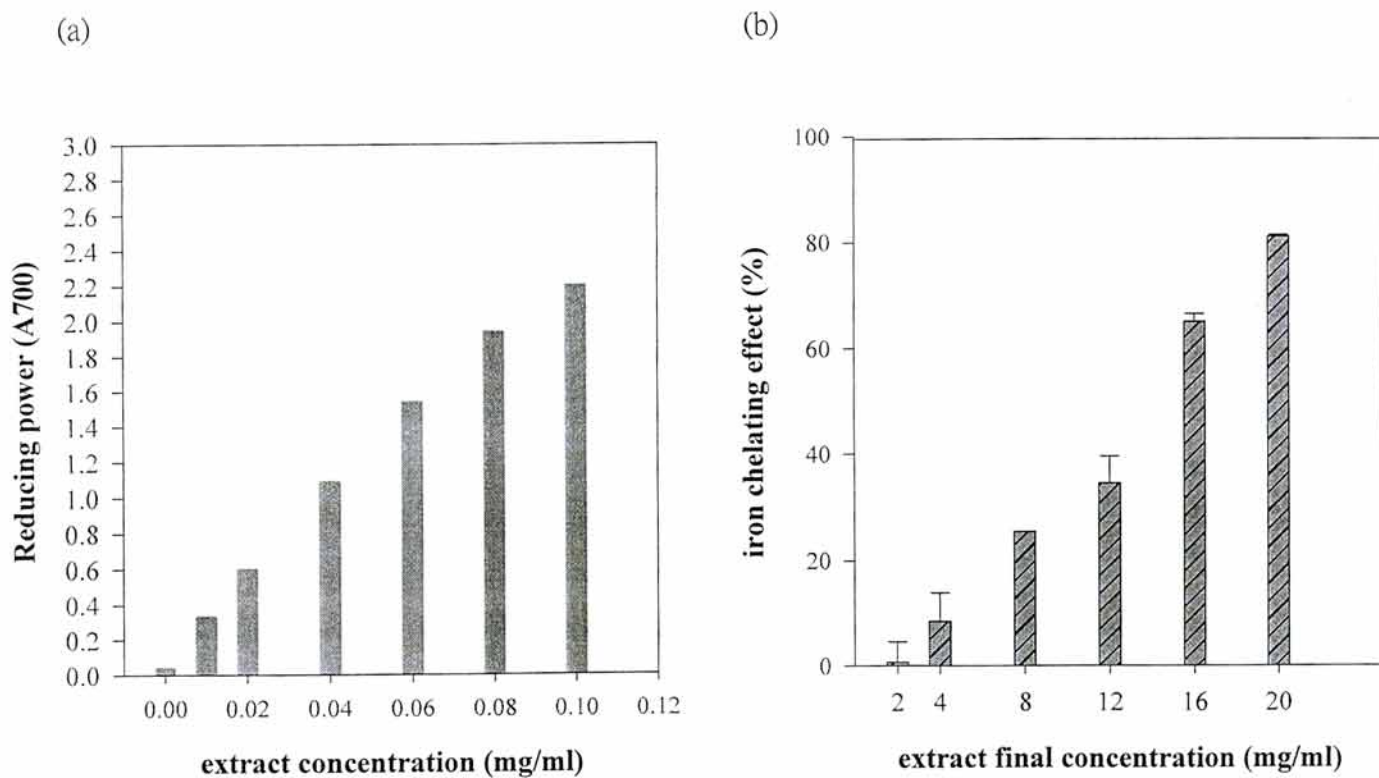 (a)
3.0
2.8
2.6
2.4
2.2
2.0
1.8
1.6
1.4
1.2
1.0
0.8
0.6
0.4
0.2
0.0
Reducing power (A700)
0.00 0.02 0.04 0.06 0.08 0.10 0.12
extract concentration (mg/ml)
(b)
100
80
60
40
20
0
iron chelating effect (%)
2 4 8 12 16 20
extract final concentration (mg/ml)